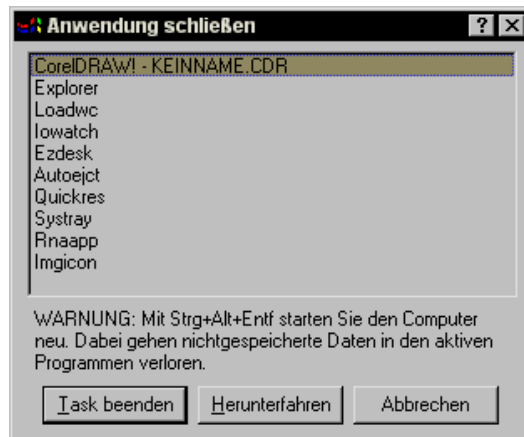 Anwendung schließen
CorelDRAW! - KEINNAME.CDR
Explorer
Loadwc
Iowatch
Ezdesk
Autoejct
Quickres
Systray
Rnaapp
Imgicon
WARNUNG: Mit Strg+Alt+Entf starten Sie den Computer
neu. Dabei gehen nichtgespeicherte Daten in den aktiven
Programmen verloren.
Task beenden Herunterfahren Abbrechen